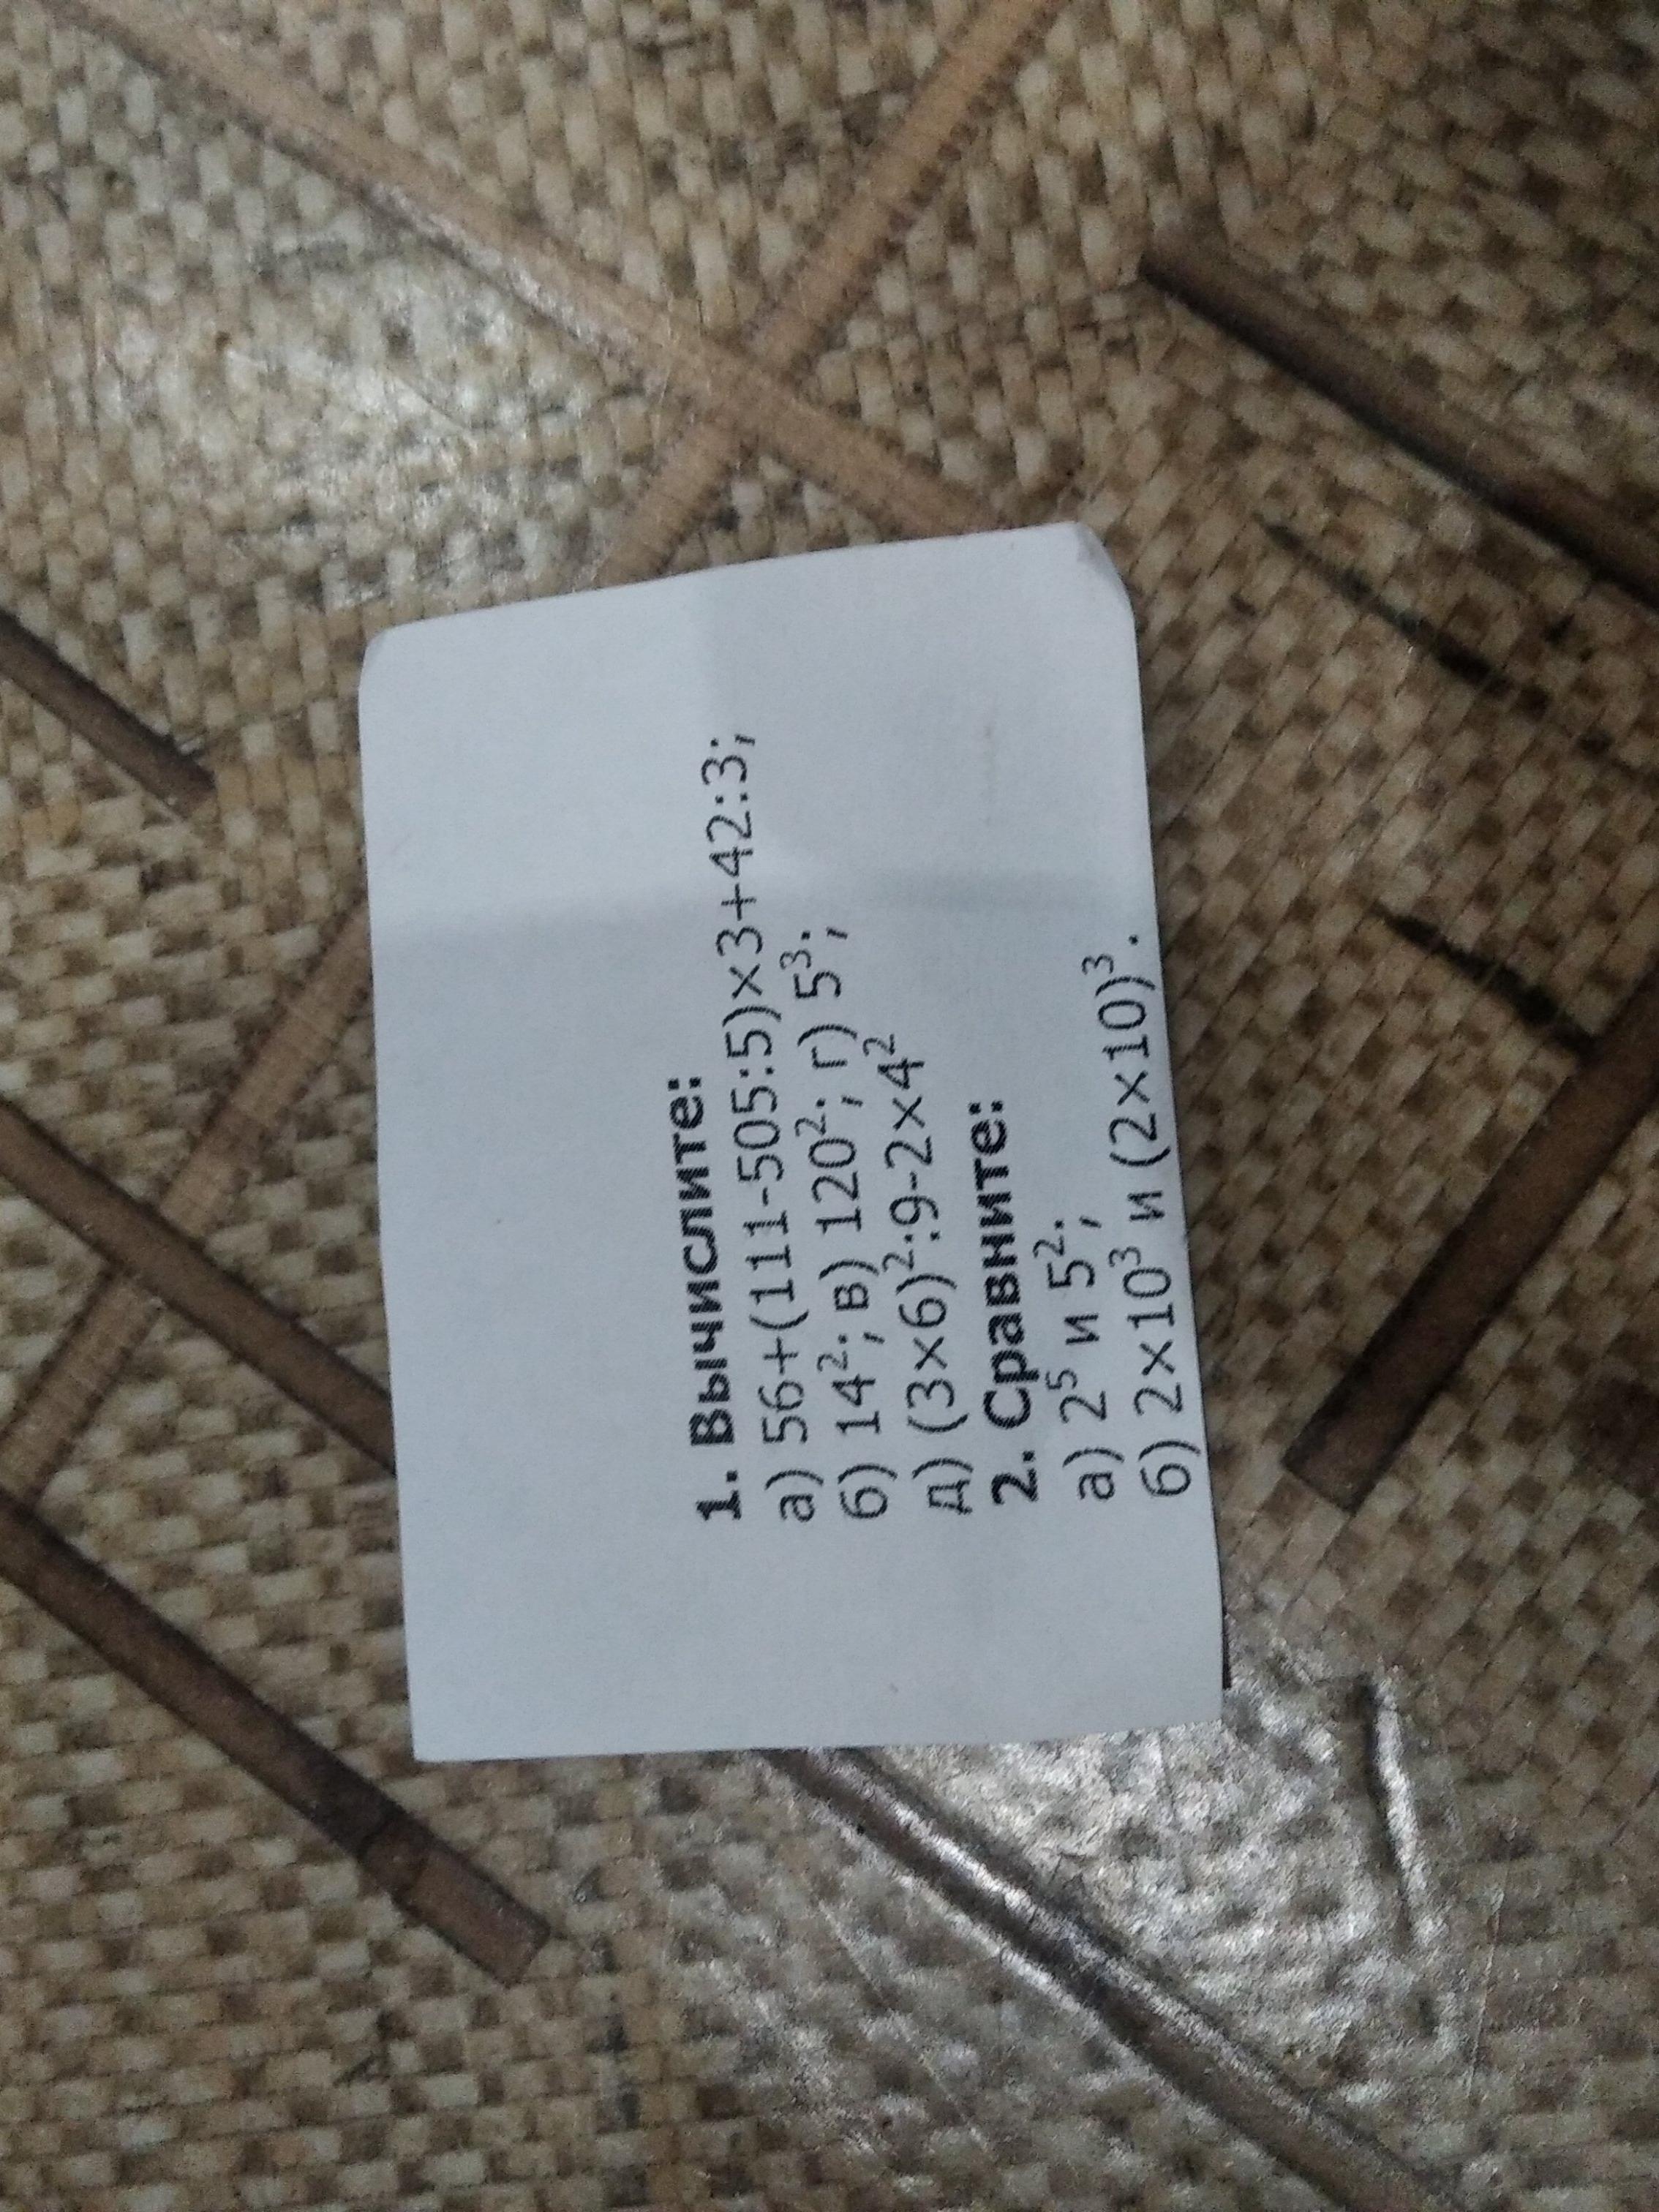 1. Вычислите:
а) 56+(111-505:5)×3+42:3;
б) 14²; в) 120²; г) 5³;
д) (3×6)²:9-2×4²
2. Сравните:
а) 2⁵ и 5²;
б) 2×10³ и (2×10)³.